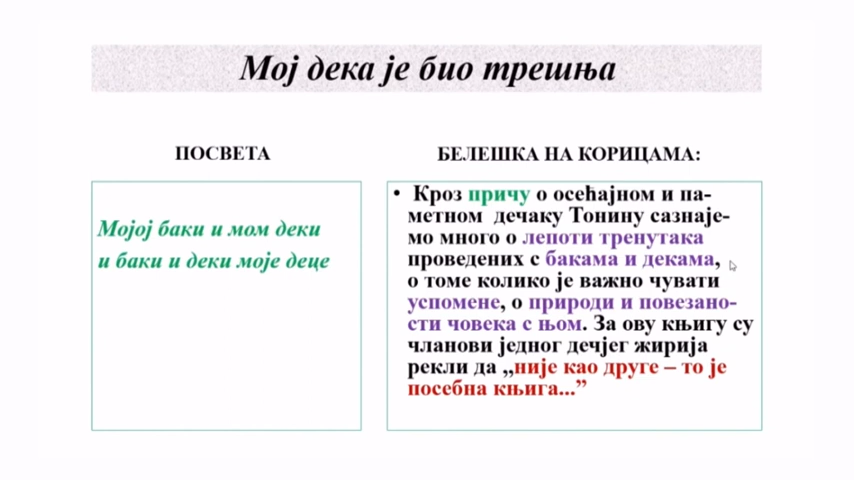 Мој дека је био трешња
ПОСВЕТА
Мојој баки и мом деки
и баки и деки моје деце
БЕЛЕШКА НА КОРИЦАМА:
• Кроз причу о осећајном и па-
метном дечаку Тонину сазнаје-
мо много о лепоти тренутака
проведених с бакама и декама,
о томе колико је важно чувати
успомене, о природи и повезано-
сти човека с њом. За ову књигу су
чланови једног дечјег жирија
рекли да „није као друге – то је
посебна књига...”